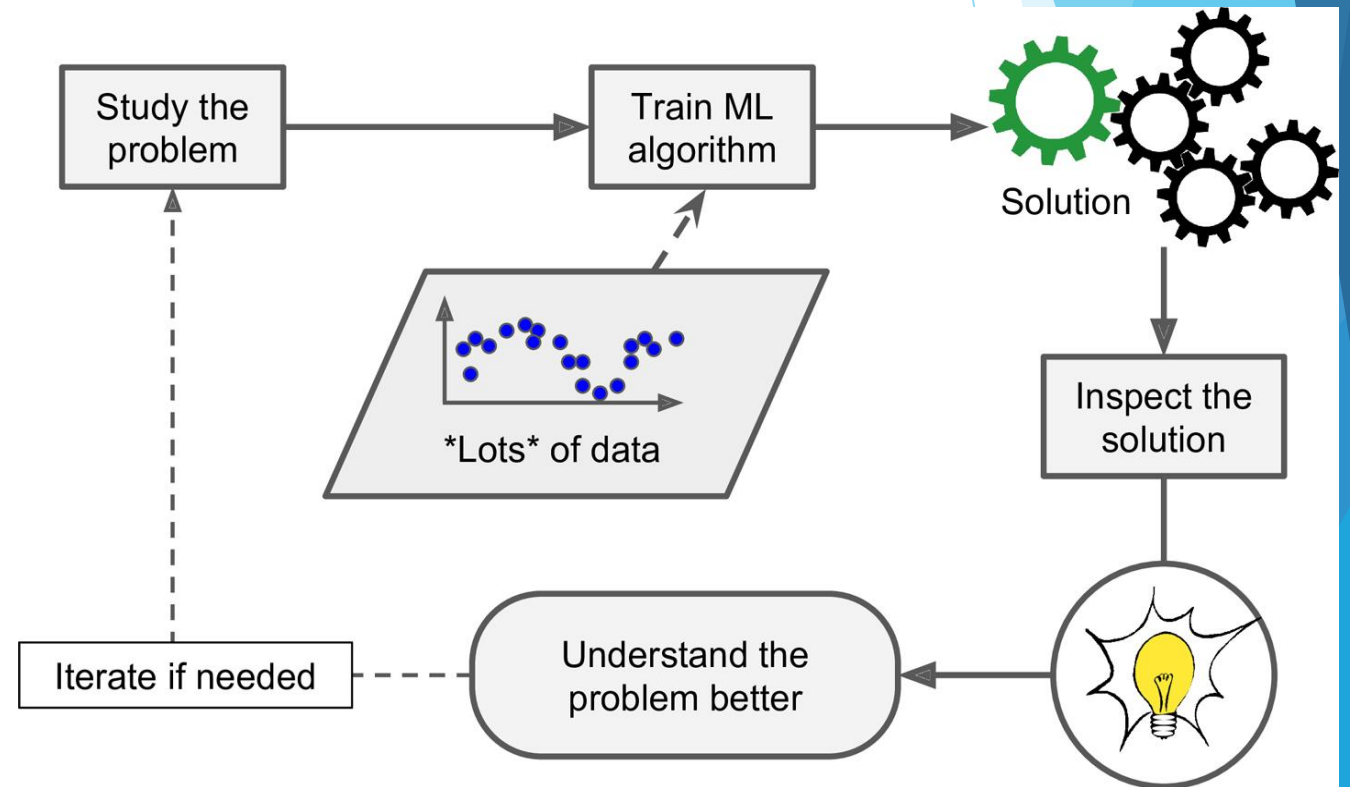 Study the
problem
Train ML
algorithm
Solution
*Lots* of data
Inspect the
solution
Understand the
problem better
Iterate if needed